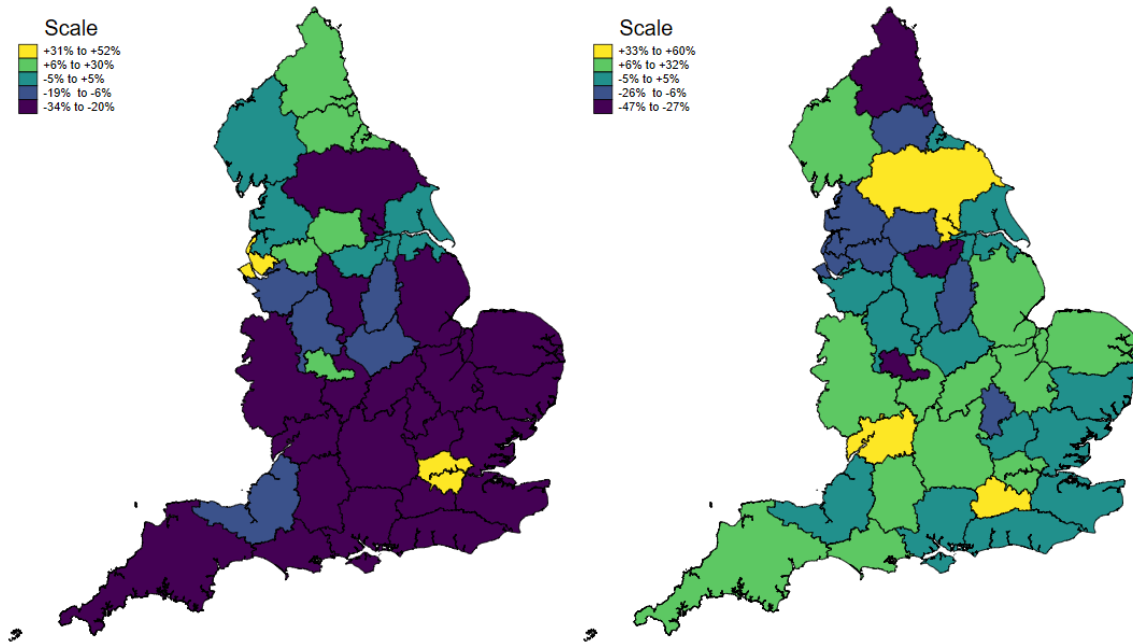 Scale
+31% to +52%
+6% to +30%
-5% to +5%
-19% to -6%
-34% to -20%
Scale
+33% to +60%
+6% to +32%
-5% to +5%
-26% to -6%
-47% to -27%